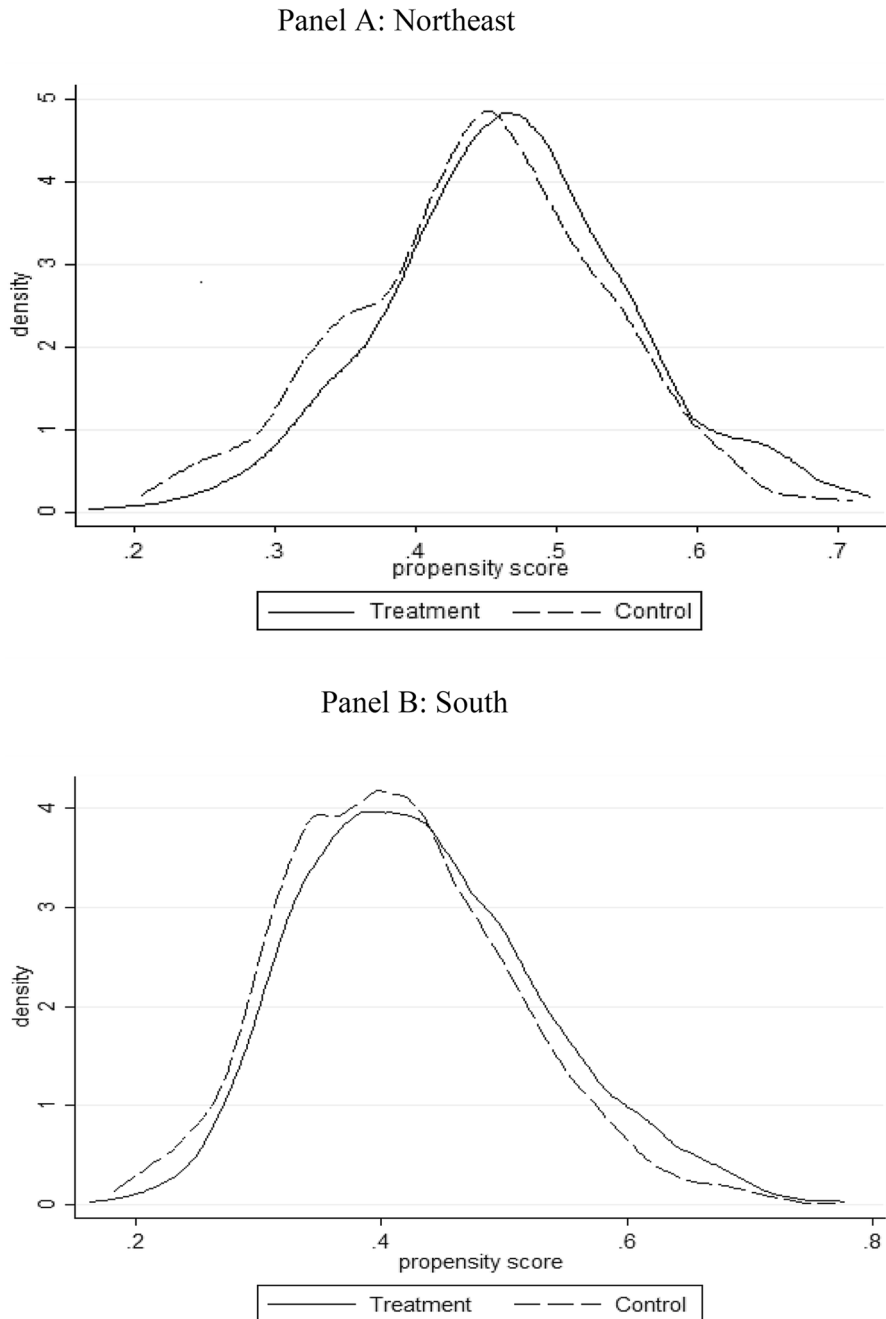 Panel A: Northeast
5
4
3
2
1
0
density
.2 .3 .4 .5 .6 .7
propensity score
Treatment Control
Panel B: South
4
3
2
1
0
density
.2 .4 .6 .8
propensity score
Treatment Control